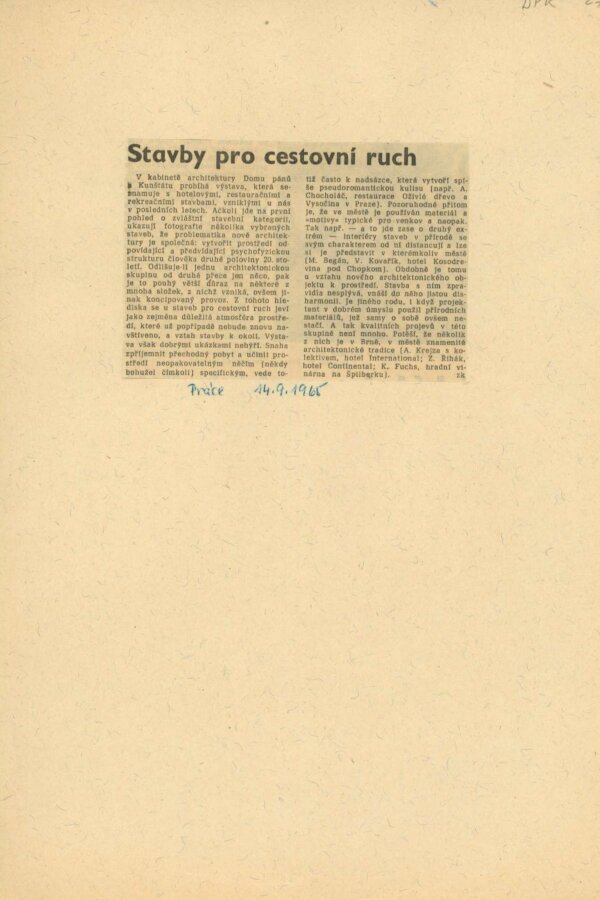 DPK
Stavby pro cestovní ruch
V kabinetě architektury Domu pánů
z Kunštátu probíhá výstava, která se-
znamuje s hotelovými, restauračními a
rekreačními stavbami, vzniklými u nás
v posledních letech. Ačkoli jde na první
pohled o zvláštní stavební kategorii,
ukazují fotografie několika vybraných
staveb, že problematika nové architek-
tury je společná: vytvořit prostředí od-
povídající a předvídající psychofyzickou
strukturu člověka druhé poloviny 20. sto-
letí. Odlišuje-li jednu architektonickou
skupinu od druhé přece jen něco, pak
je to pouhý větší důraz na některé z
mnoha složek, z nichž vzniká, ovšem ji-
nak koncipovaný provoz. Z tohoto hle-
diska se u staveb pro cestovní ruch jeví
jako zejména důležitá atmosféra prostře-
dí, které už popřípadě nebude znovu na-
vštíveno, a vztah stavby k okolí. Výsta-
va však dobrými ukázkami nehýří. Snaha
zpříjemnit přechodný pobyt a učinit pro-
středí neopakovatelným něčím (někdy
bohužel čímkoli) specifickým, vede to-
tiž často k nadsázce, která vytvoří spí-
še pseudoromantickou kulisu (např. A.
Chocholáč, restaurace Oživlé dřevo a
Vysočina v Praze). Pozoruhodné přitom
je, že ve městě je používán materiál a
«motivy» typické pro venkov a naopak.
Tak např. — a to jde zase o druhý ex-
trém — interiéry staveb v přírodě se
svým charakterem od ní distancují a lze
si je představit v kterémkoliv městě
(M. Begán, V. Kovařík, hotel Kosodre-
vina pod Chopkom). Obdobně je tomu
u vztahu nového architektonického ob-
jektu k prostředí. Stavba s ním zpra-
vidla nesplývá, vnáší do něho jistou dis-
harmonii, je jiného rodu, i když projek-
tant v dobrém úmyslu použil přírodních
materiálů, jež samy o sobě ovšem ne-
stačí. A tak kvalitních projevů v této
skupině není mnoho. Potěší, že několik
z nich je v Brně, v městě znamenité
architektonické tradice (A. Krejza s ko-
lektivem, hotel International; Z. Řihák,
hotel Continental; K. Fuchs, hradní vi-
nárna na Špilberku).
zk
Práce 14.9.1965